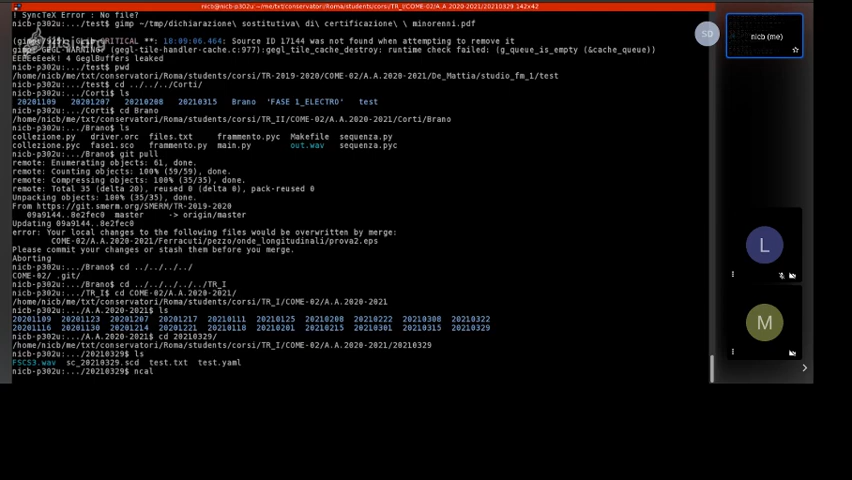 nicb@nicb-p302u:~/me/txt/conservatori/Roma/students/corsi/TR_I/COME-02/A.A.2020-2021/20210329 142x42
! SyncTeX Error : No file?
nicb-p302u:.../test$ gimp ~/tmp/dichiarazione\ sostitutiva\ di\ certificazione\ \ minorenni.pdf
CRITICAL **: 18:09:06.464: Source ID 17144 was not found when attempting to remove it
WARNING) (gegl-tile-handler-cache.c:977):gegl_tile_cache_destroy: runtime check failed: (g_queue_is_empty (&cache_queue))
EEEeEeek! 4 GeglBuffers leaked
nicb-p302u:.../test$ pwd
/home/nicb/me/txt/conservatori/Roma/students/corsi/TR-2019-2020/COME-02/A.A.2020-2021/De_Mattia/studio_fm_1/test
nicb-p302u:.../test$ cd ../../../Corti/
nicb-p302u:.../Corti$ ls
20201109 20201207 20210208 20210315 Brano 'FASE 1_ELECTRO' test
nicb-p302u:.../Corti$ cd Brano
/home/nicb/me/txt/conservatori/Roma/students/corsi/TR_II/COME-02/A.A.2020-2021/Corti/Brano
nicb-p302u:.../Brano$ ls
collezione.py driver.orc files.txt frammento.pyc Makefile sequenza.py
collezione.pyc fase1.sco frammento.py main.py out.wav sequenza.pyc
nicb-p302u:.../Brano$ git pull
remote: Enumerating objects: 61, done.
remote: Counting objects: 100% (59/59), done.
remote: Compressing objects: 100% (35/35), done.
remote: Total 35 (delta 20), reused 0 (delta 0), pack-reused 0
Unpacking objects: 100% (35/35), done.
From https://git.smerm.org/SMERM/TR-2019-2020
09a9144..8e2fec0 master -> origin/master
Updating 09a9144..8e2fec0
error: Your local changes to the following files would be overwritten by merge:
COME-02/A.A.2020-2021/Ferracuti/pezzo/onde_longitudinali/prova2.eps
Please commit your changes or stash them before you merge.
Aborting
nicb-p302u:.../Brano$ cd ../../../../
COME-02/ .git/
nicb-p302u:.../Brano$ cd ../../../../../TR_I
nicb-p302u:.../TR_I$ cd COME-02/A.A.2020-2021/
/home/nicb/me/txt/conservatori/Roma/students/corsi/TR_I/COME-02/A.A.2020-2021
nicb-p302u:.../A.A.2020-2021$ ls
20201109 20201123 20201207 20201217 20210111 20210125 20210208 20210222 20210308 20210322
20201116 20201130 20201214 20201221 20210118 20210201 20210215 20210301 20210315 20210329
nicb-p302u:.../A.A.2020-2021$ cd 20210329/
/home/nicb/me/txt/conservatori/Roma/students/corsi/TR_I/COME-02/A.A.2020-2021/20210329
nicb-p302u:.../20210329$ ls
FSCS3.wav sc_20210329.scd test.txt test.yaml
nicb-p302u:.../20210329$ ncal
SD
nicb (me)
L
M